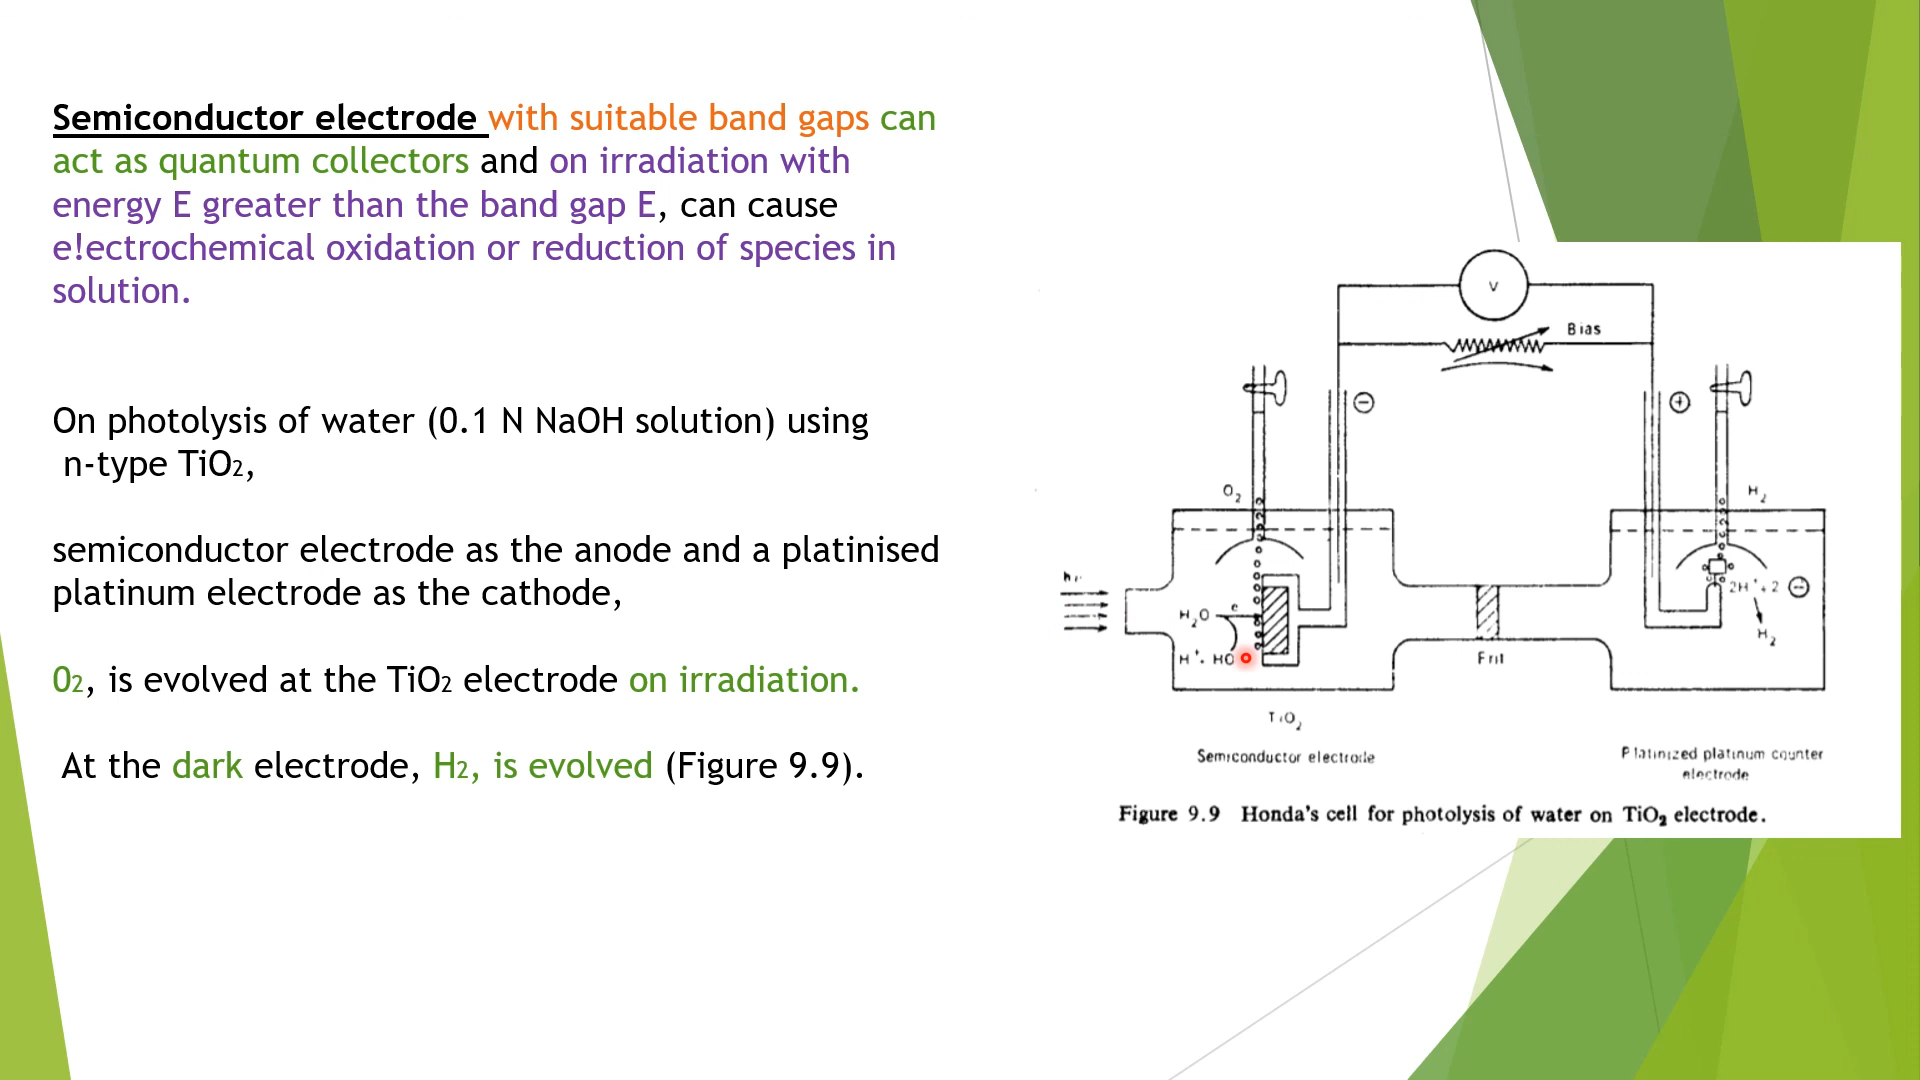 Semiconductor electrode with suitable band gaps can
act as quantum collectors and on irradiation with
energy E greater than the band gap E, can cause
e!ectrochemical oxidation or reduction of species in
solution.
On photolysis of water (0.1 N NaOH solution) using
n-type TiO2,
semiconductor electrode as the anode and a platinised
platinum electrode as the cathode,
02, is evolved at the TiO2 electrode on irradiation.
At the dark electrode, H2, is evolved (Figure 9.9).
V
Bias
−
+
O2
H2
H2O e
H+. HO
2H+ + 2 −
H2
Frit
TiO2
Semiconductor electrode
Platinized platinum counter
electrode
Figure 9.9 Honda's cell for photolysis of water on TiO2 electrode.